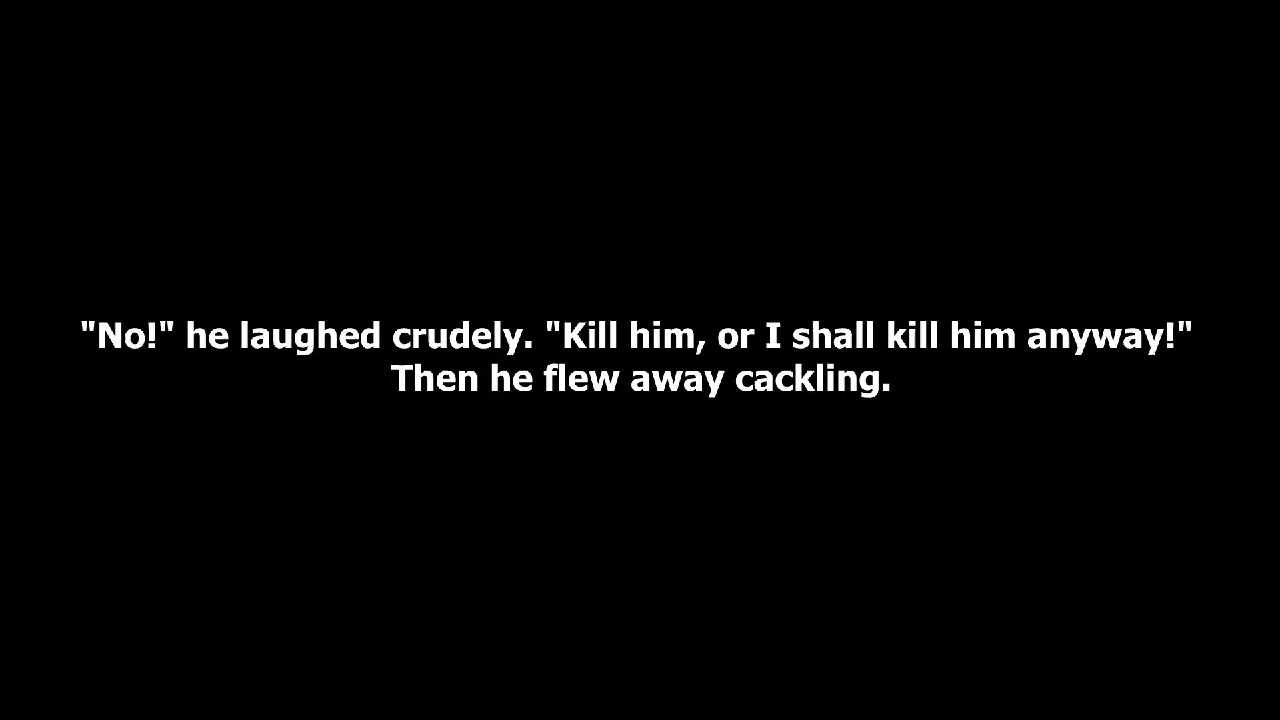 "No!" he laughed crudely. "Kill him, or I shall kill him anyway!"
Then he flew away cackling.